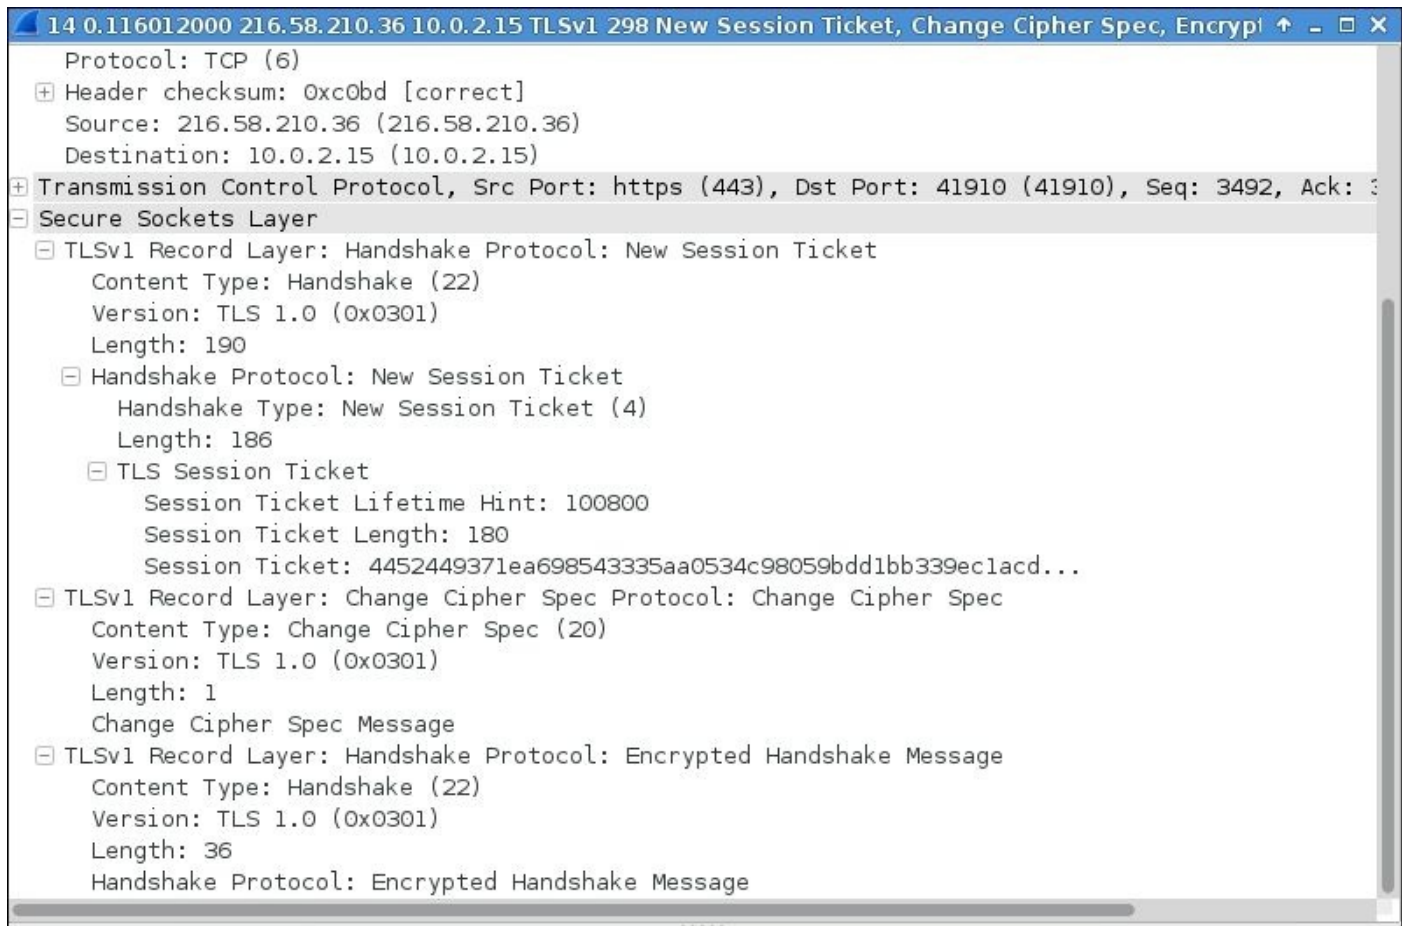 14 0.116012000 216.58.210.36 10.0.2.15 TLSv1 298 New Session Ticket, Change Cipher Spec, Encrypt
Protocol: TCP (6)
Header checksum: 0xc0bd [correct]
Source: 216.58.210.36 (216.58.210.36)
Destination: 10.0.2.15 (10.0.2.15)
Transmission Control Protocol, Src Port: https (443), Dst Port: 41910 (41910), Seq: 3492, Ack: 3
Secure Sockets Layer
TLSv1 Record Layer: Handshake Protocol: New Session Ticket
Content Type: Handshake (22)
Version: TLS 1.0 (0x0301)
Length: 190
Handshake Protocol: New Session Ticket
Handshake Type: New Session Ticket (4)
Length: 186
TLS Session Ticket
Session Ticket Lifetime Hint: 100800
Session Ticket Length: 180
Session Ticket: 4452449371ea698543335aa0534c98059bdd1bb339ec1acd...
TLSv1 Record Layer: Change Cipher Spec Protocol: Change Cipher Spec
Content Type: Change Cipher Spec (20)
Version: TLS 1.0 (0x0301)
Length: 1
Change Cipher Spec Message
TLSv1 Record Layer: Handshake Protocol: Encrypted Handshake Message
Content Type: Handshake (22)
Version: TLS 1.0 (0x0301)
Length: 36
Handshake Protocol: Encrypted Handshake Message